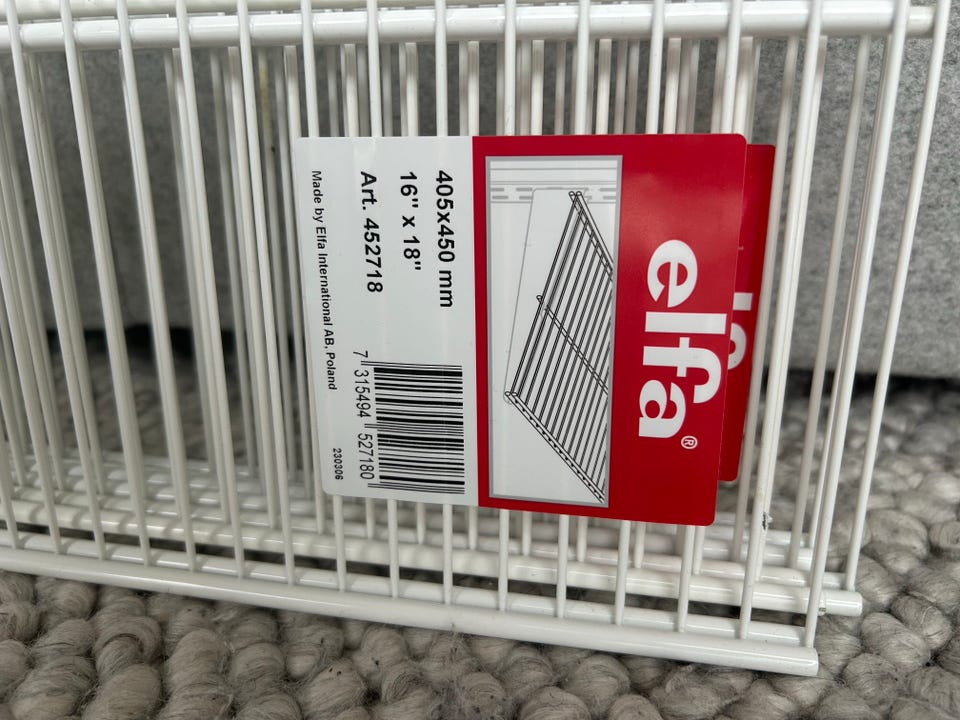 elfa®
405x450 mm
16" x 18"
Art. 452718
7 315494 527180
Made by Elfa International AB, Poland
230306